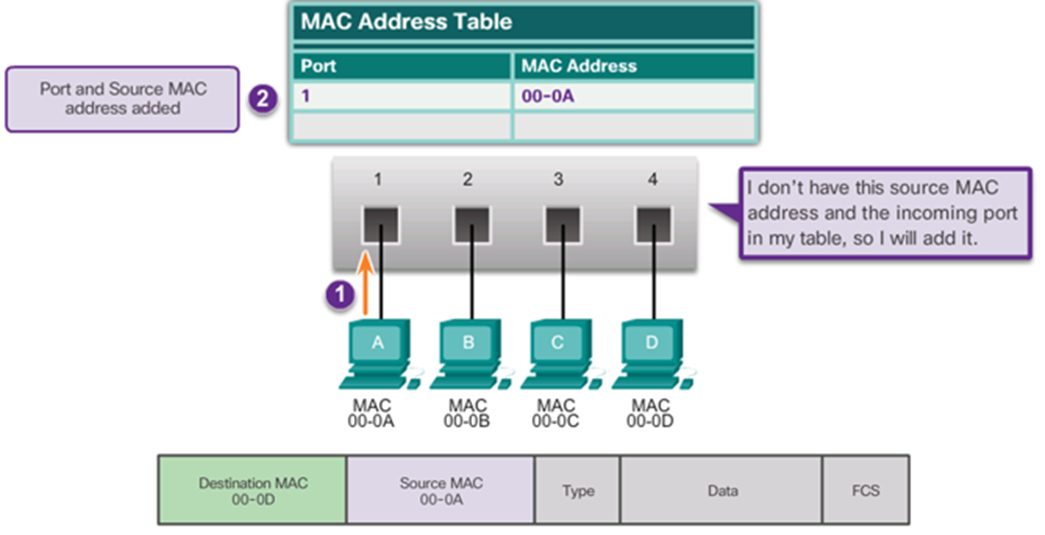 MAC Address Table
Port MAC Address
1 00-0A
Port and Source MAC
address added
2
1 2 3 4
I don't have this source MAC
address and the incoming port
in my table, so I will add it.
1
A B C D
MAC MAC MAC MAC
00-0A 00-0B 00-0C 00-0D
Destination MAC
00-0D
Source MAC
00-0A
Type
Data
FCS